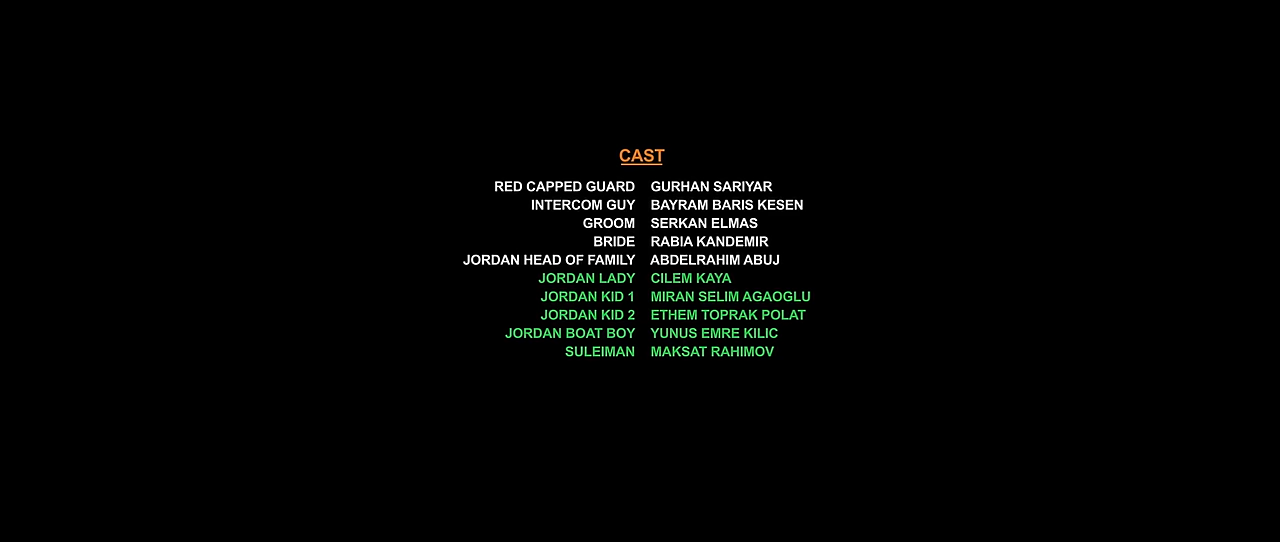 CAST
RED CAPPED GUARD GURHAN SARIYAR
INTERCOM GUY BAYRAM BARIS KESEN
GROOM SERKAN ELMAS
BRIDE RABIA KANDEMIR
JORDAN HEAD OF FAMILY ABDELRAHIM ABUJ
JORDAN LADY CILEM KAYA
JORDAN KID 1 MIRAN SELIM AGAOGLU
JORDAN KID 2 ETHEM TOPRAK POLAT
JORDAN BOAT BOY YUNUS EMRE KILIC
SULEIMAN MAKSAT RAHIMOV